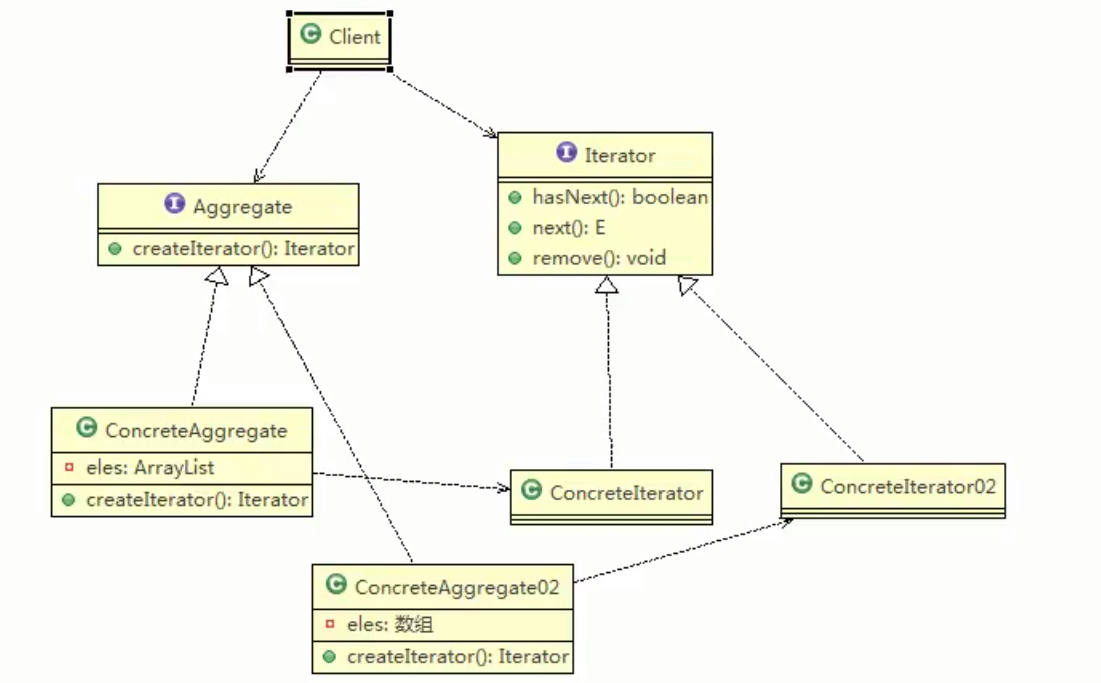 Client
Iterator
hasNext(): boolean
next(): E
remove(): void
Aggregate
createIterator(): Iterator
ConcreteAggregate
eles: ArrayList
createIterator(): Iterator
ConcreteIterator
ConcreteIterator02
ConcreteAggregate02
eles: 数组
createIterator(): Iterator